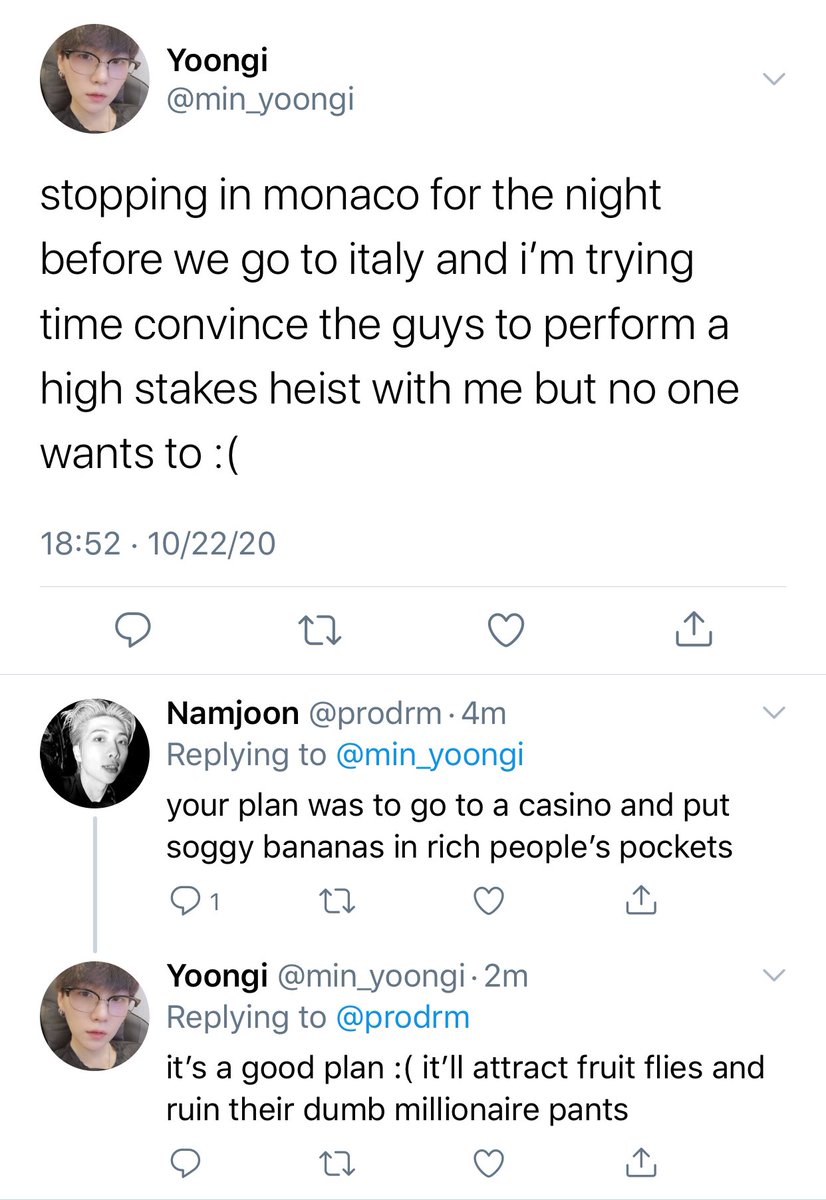 Yoongi
@min_yoongi
stopping in monaco for the night
before we go to italy and i’m trying
time convince the guys to perform a
high stakes heist with me but no one
wants to :(
18:52 · 10/22/20
Namjoon @prodrm · 4m
Replying to @min_yoongi
your plan was to go to a casino and put
soggy bananas in rich people’s pockets
1
Yoongi @min_yoongi · 2m
Replying to @prodrm
it’s a good plan :( it’ll attract fruit flies and
ruin their dumb millionaire pants